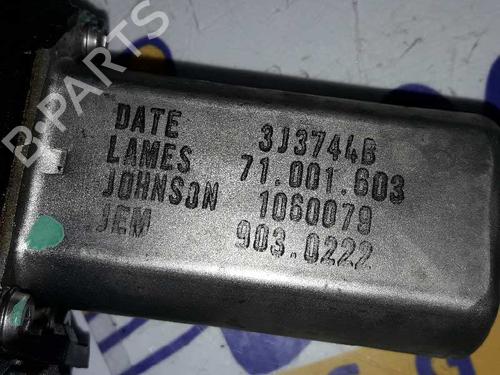 DATE 3J3744B
LAMES 71.001.603
JOHNSON 1060079
JEM 903.0222
B-PARTS